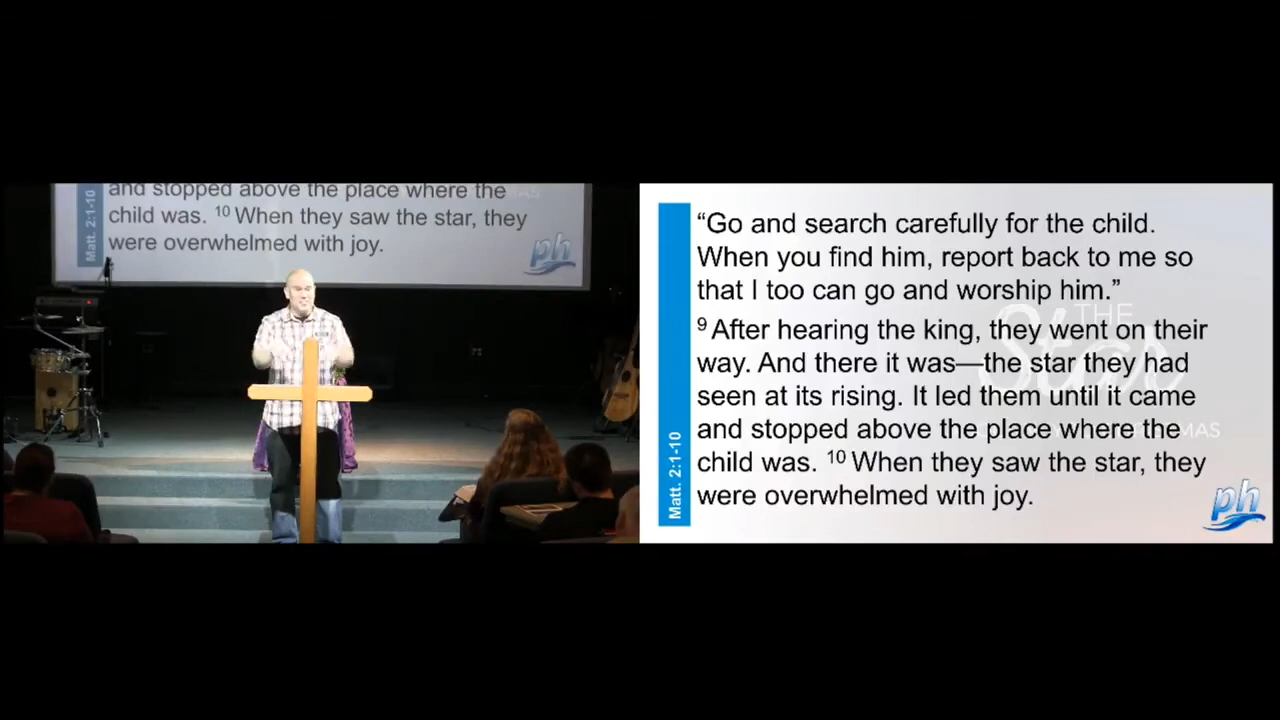 and stopped above the place where the
child was. 10 When they saw the star, they
were overwhelmed with joy.
Matt. 2:1-10
ph
“Go and search carefully for the child.
When you find him, report back to me so
that I too can go and worship him.”
9 After hearing the king, they went on their
way. And there it was—the star they had
seen at its rising. It led them until it came
and stopped above the place where the
child was. 10 When they saw the star, they
were overwhelmed with joy.
Matt. 2:1-10
THE
Star
ph